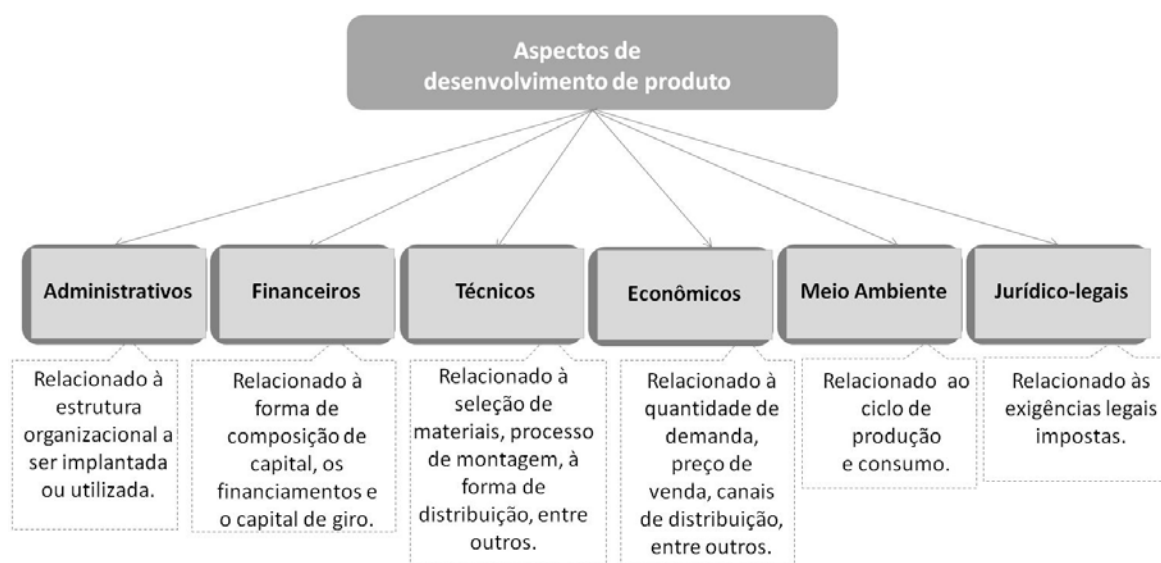 Aspectos de
desenvolvimento de produto
Administrativos
Financeiros
Técnicos
Econômicos
Meio Ambiente
Jurídico-legais
Relacionado à
estrutura
organizacional a
ser implantada
ou utilizada.
Relacionado à
forma de
composição de
capital, os
financiamentos e
o capital de giro.
Relacionado à
seleção de
materiais, processo
de montagem, à
forma de
distribuição, entre
outros.
Relacionado à
quantidade de
demanda,
preço de
venda, canais
de distribuição,
entre outros.
Relacionado ao
ciclo de
produção
e consumo.
Relacionado às
exigências legais
impostas.